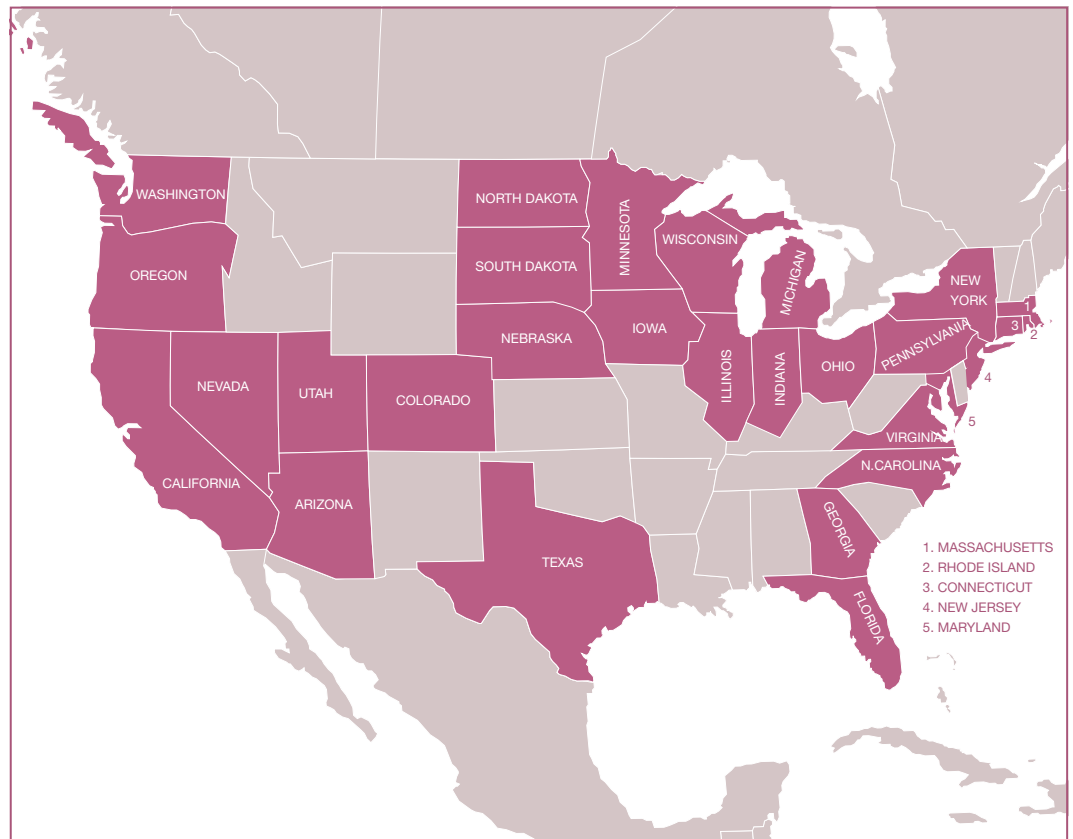 WASHINGTON
NORTH DAKOTA
MINNESOTA
WISCONSIN
MICHIGAN
OREGON
SOUTH DAKOTA
NEW
YORK
1
IOWA
NEBRASKA
PENNSYLVANIA
3
2
NEVADA
UTAH
COLORADO
ILLINOIS
INDIANA
OHIO
4
5
VIRGINIA
CALIFORNIA
N.CAROLINA
ARIZONA
GEORGIA
TEXAS
FLORIDA
1. MASSACHUSETTS
2. RHODE ISLAND
3. CONNECTICUT
4. NEW JERSEY
5. MARYLAND